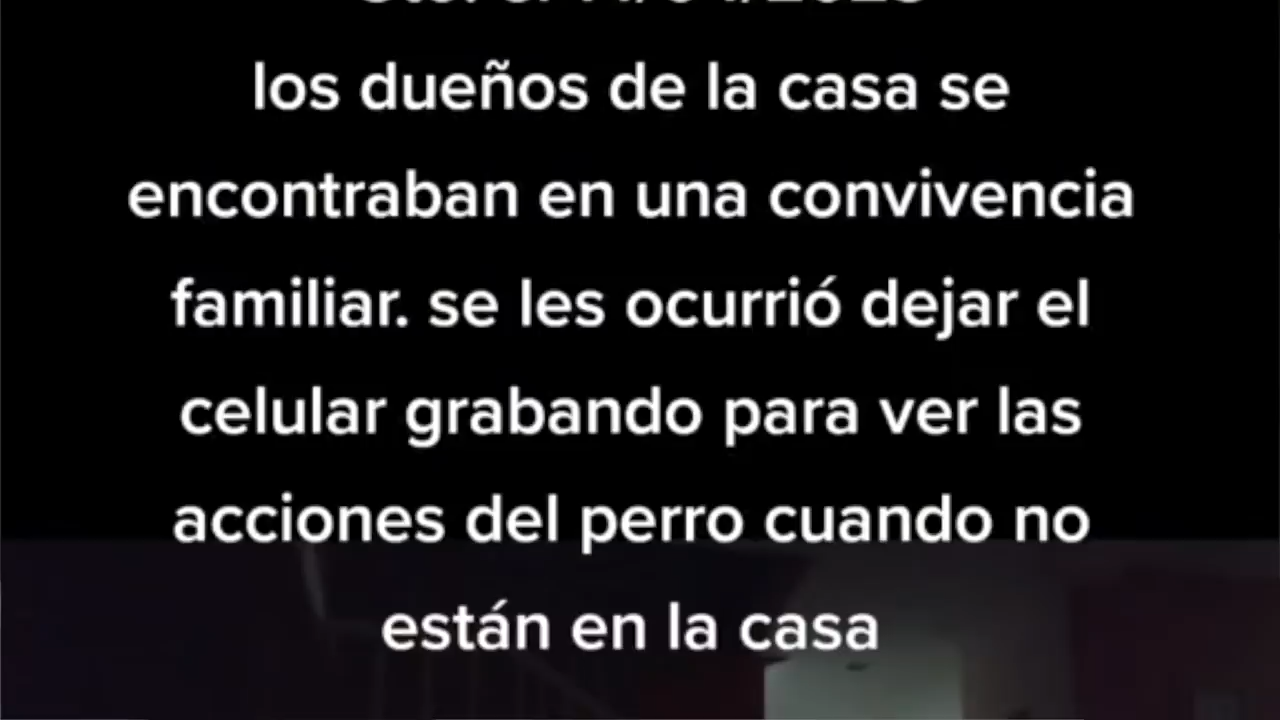 los dueños de la casa se
encontraban en una convivencia
familiar. se les ocurrió dejar el
celular grabando para ver las
acciones del perro cuando no
están en la casa